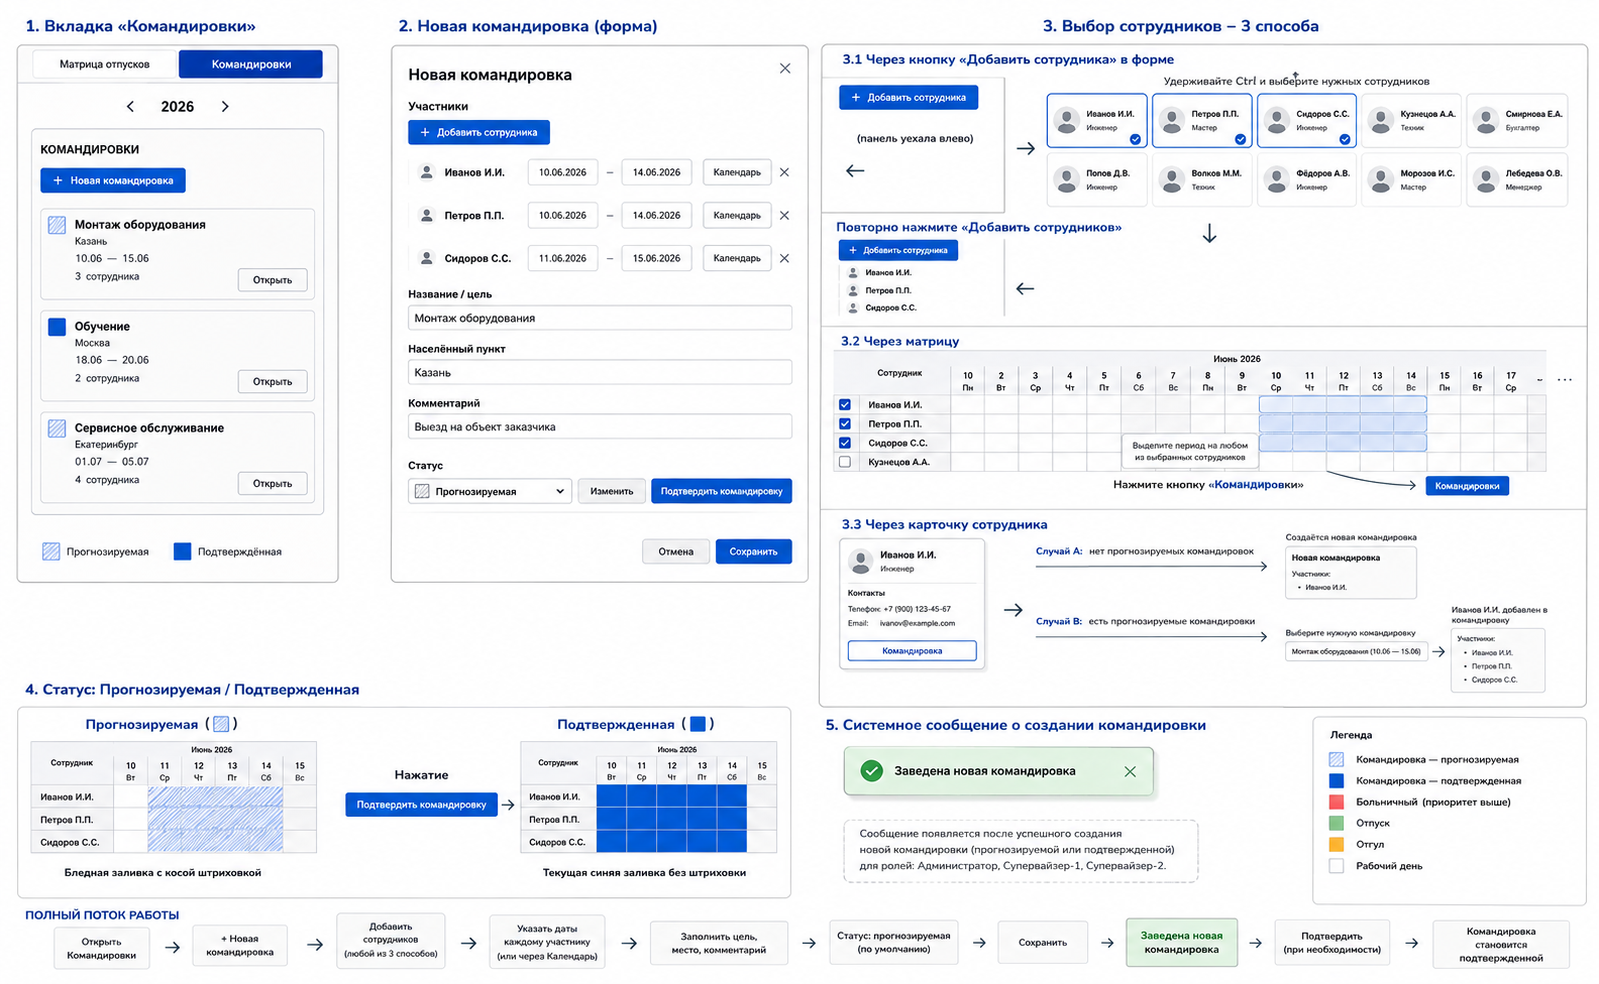 1. Вкладка «Командировки»
Матрица отпусков
Командировки
2026
КОМАНДИРОВКИ
+ Новая командировка
Монтаж оборудования
Казань
10.06 — 15.06
3 сотрудника
Открыть
Обучение
Москва
18.06 — 20.06
2 сотрудника
Открыть
Сервисное обслуживание
Екатеринбург
01.07 — 05.07
4 сотрудника
Открыть
Прогнозируемая
Подтверждённая
2. Новая командировка (форма)
Новая командировка
Участники
+ Добавить сотрудника
Иванов И.И. 10.06.2026 – 14.06.2026 Календарь
Петров П.П. 10.06.2026 – 14.06.2026 Календарь
Сидоров С.С. 11.06.2026 – 15.06.2026 Календарь
Название / цель
Монтаж оборудования
Населённый пункт
Казань
Комментарий
Выезд на объект заказчика
Статус
Прогнозируемая
Изменить
Подтвердить командировку
Отмена
Сохранить
3. Выбор сотрудников – 3 способа
3.1 Через кнопку «Добавить сотрудника» в форме
+ Добавить сотрудника
(панель уехала влево)
Удерживайте Ctrl и выберите нужных сотрудников
Иванов И.И.
Инженер
Петров П.П.
Мастер
Сидоров С.С.
Инженер
Кузнецов А.А.
Техник
Смирнова Е.А.
Бухгалтер
Попов Д.В.
Инженер
Волков М.М.
Техник
Фёдоров А.В.
Инженер
Морозов И.С.
Мастер
Лебедева О.В.
Менеджер
Повторно нажмите «Добавить сотрудников»
+ Добавить сотрудника
Иванов И.И.
Петров П.П.
Сидоров С.С.
3.2 Через матрицу
Июнь 2026
Сотрудник
10 2 3 4 5 6 7 8 9 10 11 12 13 14 15 16 17
Пн Вт Ср Чт Пт Сб Вс Пн Вт Ср Чт Пт Сб Вс Пн Вт Ср
...
Иванов И.И.
Петров П.П.
Сидоров С.С.
Кузнецов А.А.
Выделите период на любом
из выбранных сотрудников
Нажмите кнопку «Командировки»
Командировки
3.3 Через карточку сотрудника
Иванов И.И.
Инженер
Контакты
Телефон: +7 (900) 123-45-67
Email: ivanov@example.com
Командировка
Случай А: нет прогнозируемых командировок
Создаётся новая командировка
Новая командировка
Участники:
• Иванов И.И.
Случай В: есть прогнозируемые командировки
Выберите нужную командировку
Монтаж оборудования (10.06 — 15.06)
Иванов И.И. добавлен в
командировку
Участники:
• Иванов И.И.
• Петров П.П.
• Сидоров С.С.
4. Статус: Прогнозируемая / Подтвержденная
Прогнозируемая ( )
Июнь 2026
Сотрудник
10 11 12 13 14 15
Вт Ср Чт Пт Сб Вс
Иванов И.И.
Петров П.П.
Сидоров С.С.
Бледная заливка с косой штриховкой
Нажатие
Подтвердить командировку
Подтвержденная ( )
Июнь 2026
Сотрудник
10 11 12 13 14 15
Вт Ср Чт Пт Сб Вс
Иванов И.И.
Петров П.П.
Сидоров С.С.
Текущая синяя заливка без штриховки
5. Системное сообщение о создании командировки
Заведена новая командировка
Сообщение появляется после успешного создания
новой командировки (прогнозируемой или подтвержденной)
для ролей: Администратор, Супервайзер-1, Супервайзер-2.
Легенда
Командировка — прогнозируемая
Командировка — подтвержденная
Больничный (приоритет выше)
Отпуск
Отгул
Рабочий день
ПОЛНЫЙ ПОТОК РАБОТЫ
Открыть
Командировки
+ Новая
командировка
Добавить
сотрудников
(любой из 3 способов)
Указать даты
каждому участнику
(или через Календарь)
Заполнить цель,
место, комментарий
Статус: прогнозируемая
(по умолчанию)
Сохранить
Заведена новая
командировка
Подтвердить
(при необходимости)
Командировка
становится
подтвержденной